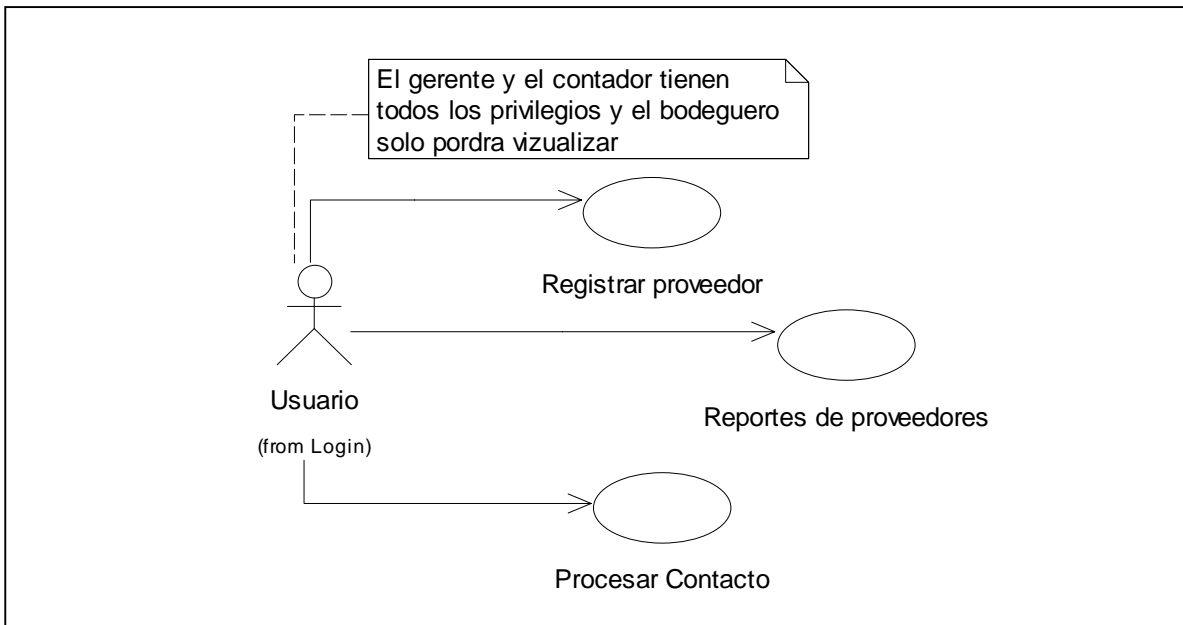 El gerente y el contador tienen
todos los privilegios y el bodeguero
solo pordra vizualizar
Registrar proveedor
Usuario
(from Login)
Reportes de proveedores
Procesar Contacto